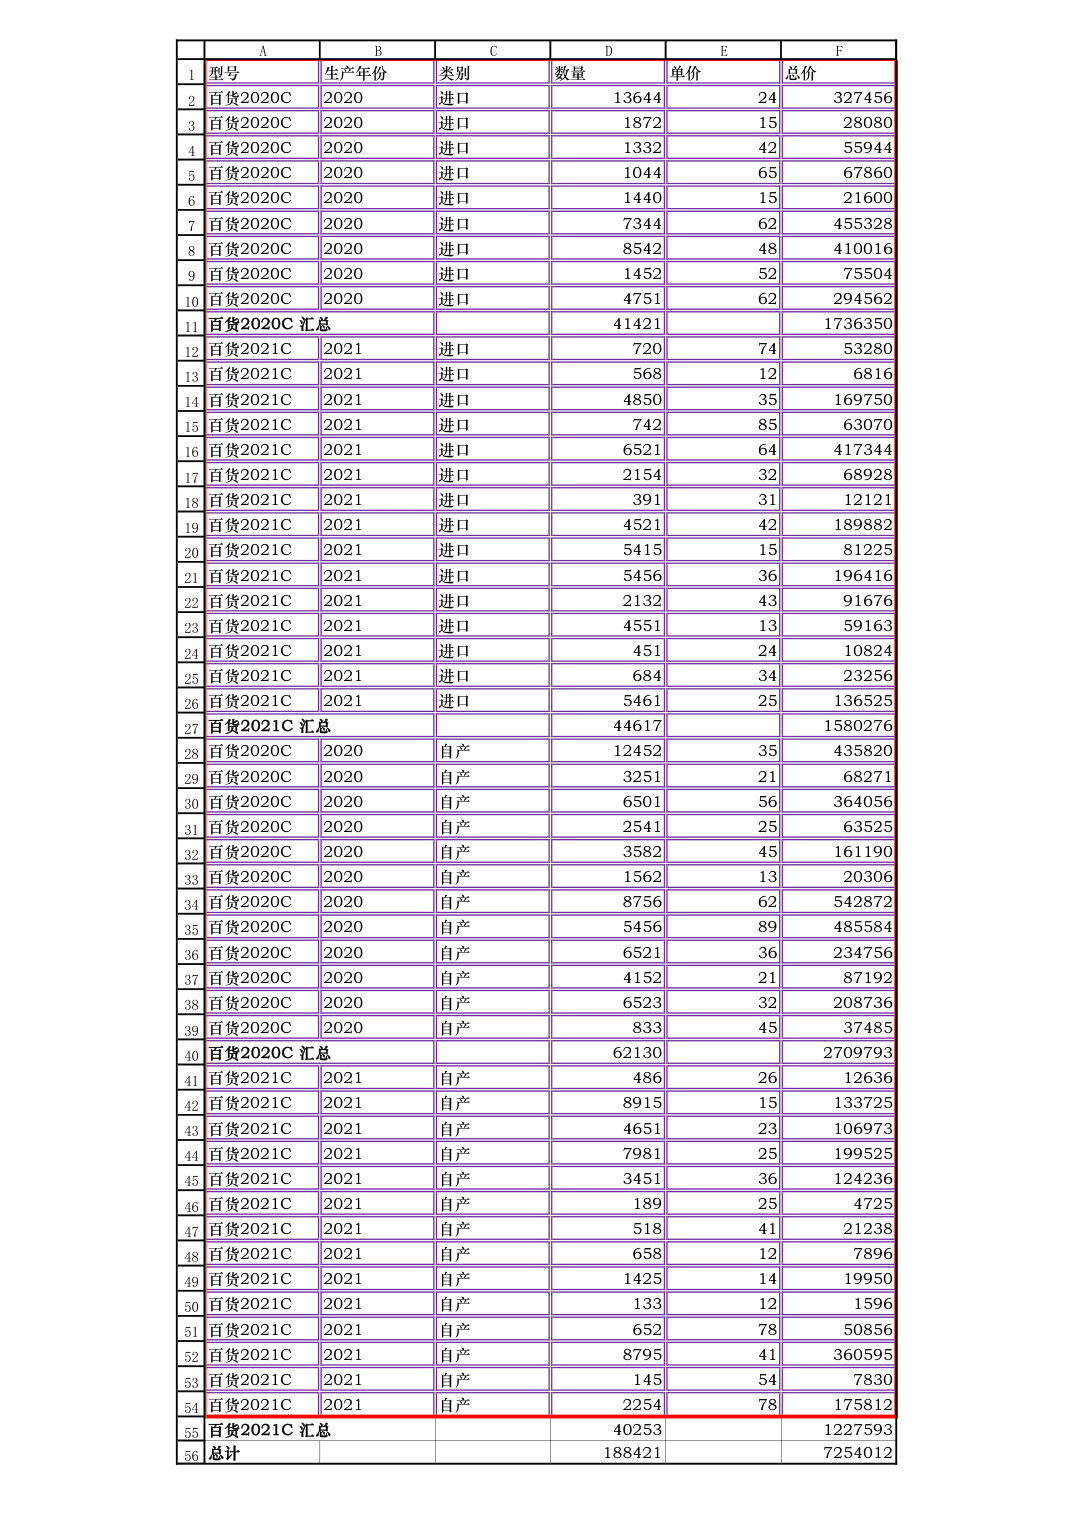 A B C D E F
1 型号 生产年份 类别 数量 单价 总价
2 百货2020C 2020 进口 13644 24 327456
3 百货2020C 2020 进口 1872 15 28080
4 百货2020C 2020 进口 1332 42 55944
5 百货2020C 2020 进口 1044 65 67860
6 百货2020C 2020 进口 1440 15 21600
7 百货2020C 2020 进口 7344 62 455328
8 百货2020C 2020 进口 8542 48 410016
9 百货2020C 2020 进口 1452 52 75504
10 百货2020C 2020 进口 4751 62 294562
11 百货2020C 汇总 41421 1736350
12 百货2021C 2021 进口 720 74 53280
13 百货2021C 2021 进口 568 12 6816
14 百货2021C 2021 进口 4850 35 169750
15 百货2021C 2021 进口 742 85 63070
16 百货2021C 2021 进口 6521 64 417344
17 百货2021C 2021 进口 2154 32 68928
18 百货2021C 2021 进口 391 31 12121
19 百货2021C 2021 进口 4521 42 189882
20 百货2021C 2021 进口 5415 15 81225
21 百货2021C 2021 进口 5456 36 196416
22 百货2021C 2021 进口 2132 43 91676
23 百货2021C 2021 进口 4551 13 59163
24 百货2021C 2021 进口 451 24 10824
25 百货2021C 2021 进口 684 34 23256
26 百货2021C 2021 进口 5461 25 136525
27 百货2021C 汇总 44617 1580276
28 百货2020C 2020 自产 12452 35 435820
29 百货2020C 2020 自产 3251 21 68271
30 百货2020C 2020 自产 6501 56 364056
31 百货2020C 2020 自产 2541 25 63525
32 百货2020C 2020 自产 3582 45 161190
33 百货2020C 2020 自产 1562 13 20306
34 百货2020C 2020 自产 8756 62 542872
35 百货2020C 2020 自产 5456 89 485584
36 百货2020C 2020 自产 6521 36 234756
37 百货2020C 2020 自产 4152 21 87192
38 百货2020C 2020 自产 6523 32 208736
39 百货2020C 2020 自产 833 45 37485
40 百货2020C 汇总 62130 2709793
41 百货2021C 2021 自产 486 26 12636
42 百货2021C 2021 自产 8915 15 133725
43 百货2021C 2021 自产 4651 23 106973
44 百货2021C 2021 自产 7981 25 199525
45 百货2021C 2021 自产 3451 36 124236
46 百货2021C 2021 自产 189 25 4725
47 百货2021C 2021 自产 518 41 21238
48 百货2021C 2021 自产 658 12 7896
49 百货2021C 2021 自产 1425 14 19950
50 百货2021C 2021 自产 133 12 1596
51 百货2021C 2021 自产 652 78 50856
52 百货2021C 2021 自产 8795 41 360595
53 百货2021C 2021 自产 145 54 7830
54 百货2021C 2021 自产 2254 78 175812
55 百货2021C 汇总 40253 1227593
56 总计 188421 7254012